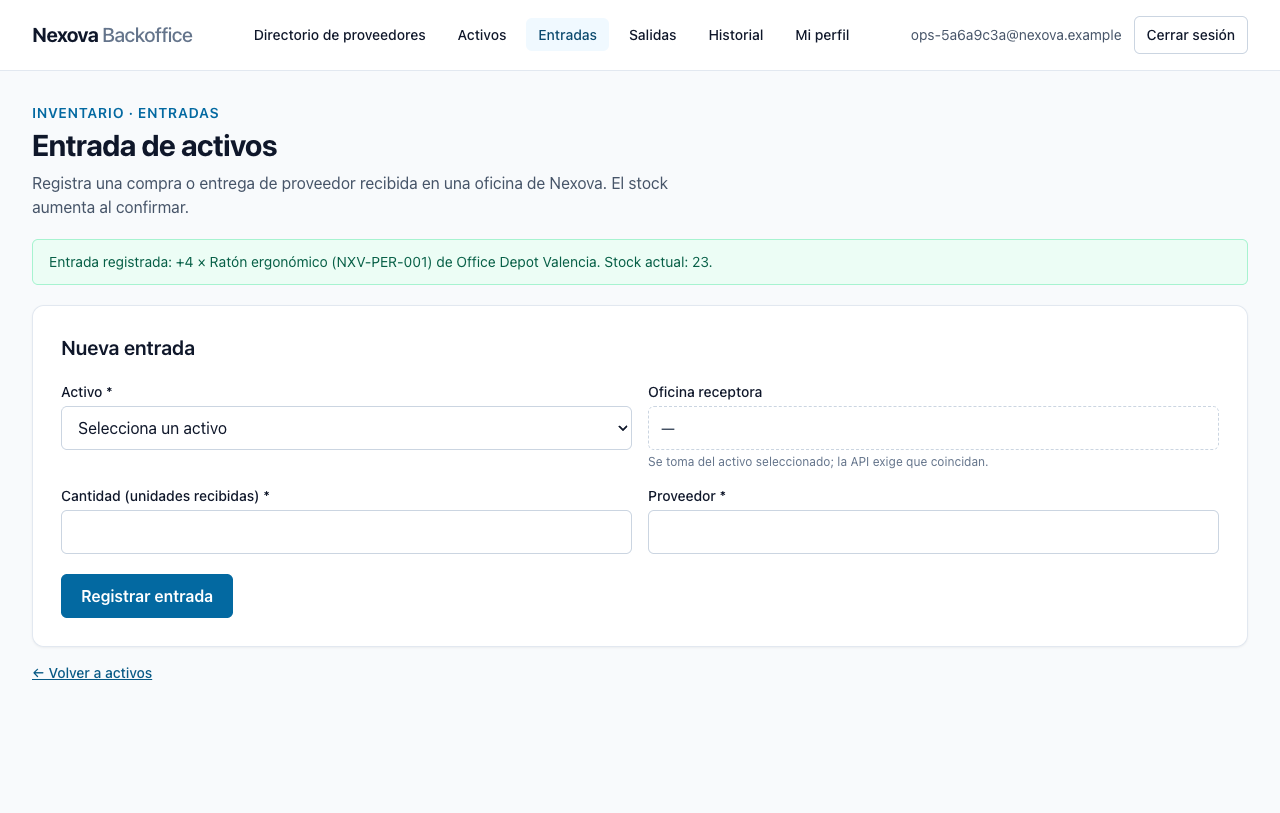 Nexova Backoffice
Directorio de proveedores
Activos
Entradas
Salidas
Historial
Mi perfil
ops-5a6a9c3a@nexova.example
Cerrar sesión
INVENTARIO · ENTRADAS
Entrada de activos
Registra una compra o entrega de proveedor recibida en una oficina de Nexova. El stock
aumenta al confirmar.
Entrada registrada: +4 × Ratón ergonómico (NXV-PER-001) de Office Depot Valencia. Stock actual: 23.
Nueva entrada
Activo *
Selecciona un activo
Oficina receptora
—
Se toma del activo seleccionado; la API exige que coincidan.
Cantidad (unidades recibidas) *
Proveedor *
Registrar entrada
← Volver a activos